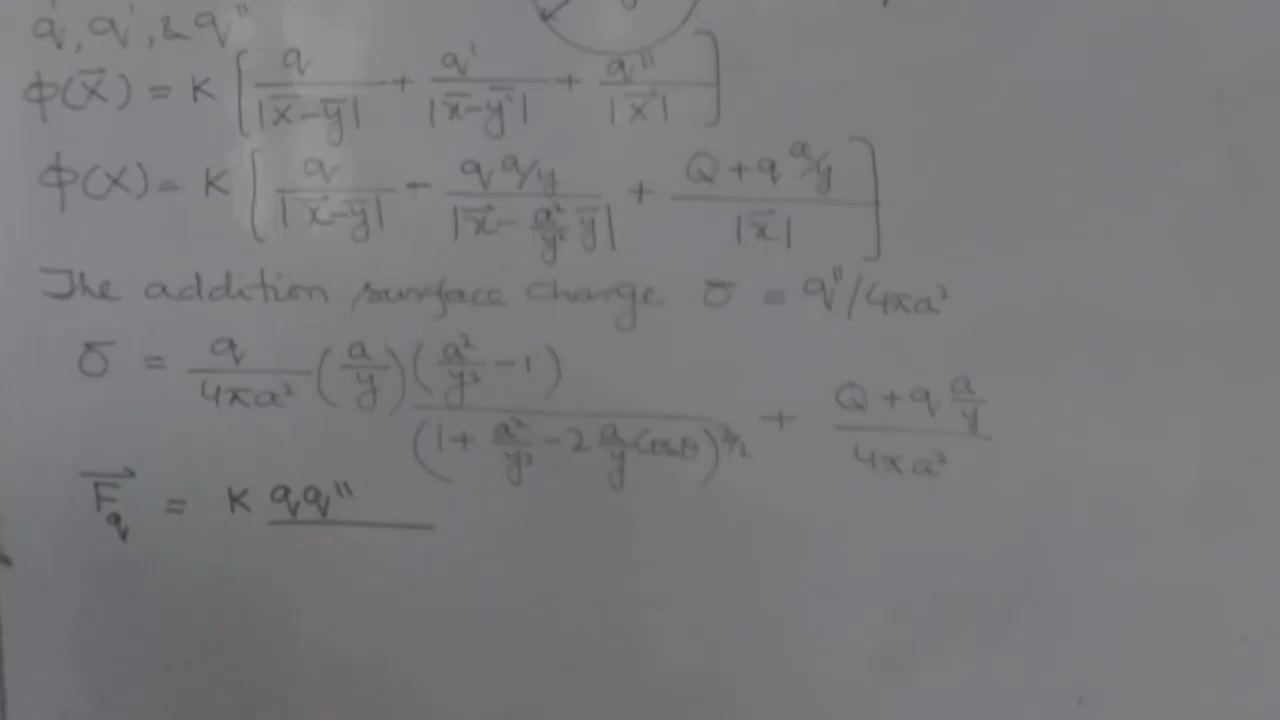 q, q', & q"
Φ(x⃗) = K [ q / |x⃗-y⃗| + q' / |x⃗-y⃗'| + q" / |x⃗| ]
Φ(x) = K [ q / |x⃗-y⃗| - q a/y / |x⃗ - a²/y² y⃗| + Q + q a/y / |x⃗| ]
The addition surface charge σ = q"/4πa²
σ = q/4πa² (a/y) (a²/y² - 1) / (1 + a²/y² - 2 a/y cosθ)^3/2 + Q + q a/y / 4πa²
F⃗q = K qq"